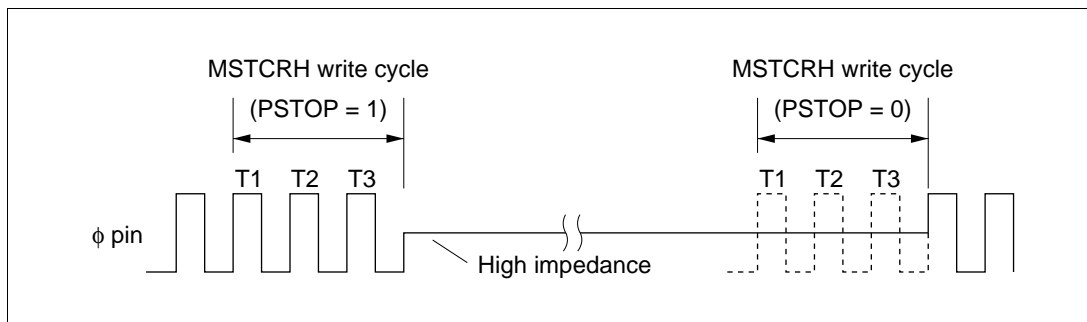 MSTCRH write cycle
(PSTOP = 1)
MSTCRH write cycle
(PSTOP = 0)
T1 T2 T3
T1 T2 T3
φ pin
High impedance